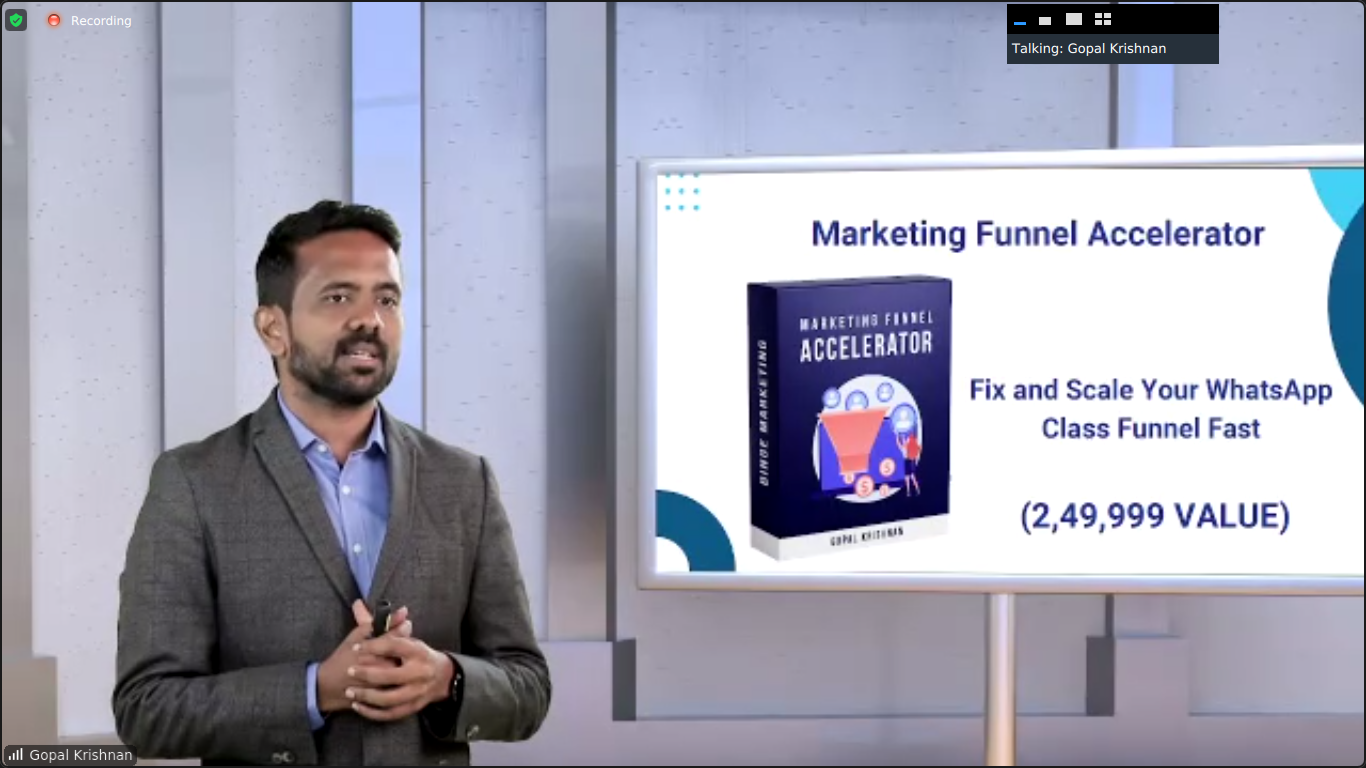 Recording
Talking: Gopal Krishnan
Marketing Funnel Accelerator
MARKETING FUNNEL
ACCELERATOR
BINGE MARKETING
Fix and Scale Your WhatsApp
Class Funnel Fast
(2,49,999 VALUE)
GOPAL KRISHNAN
Gopal Krishnan